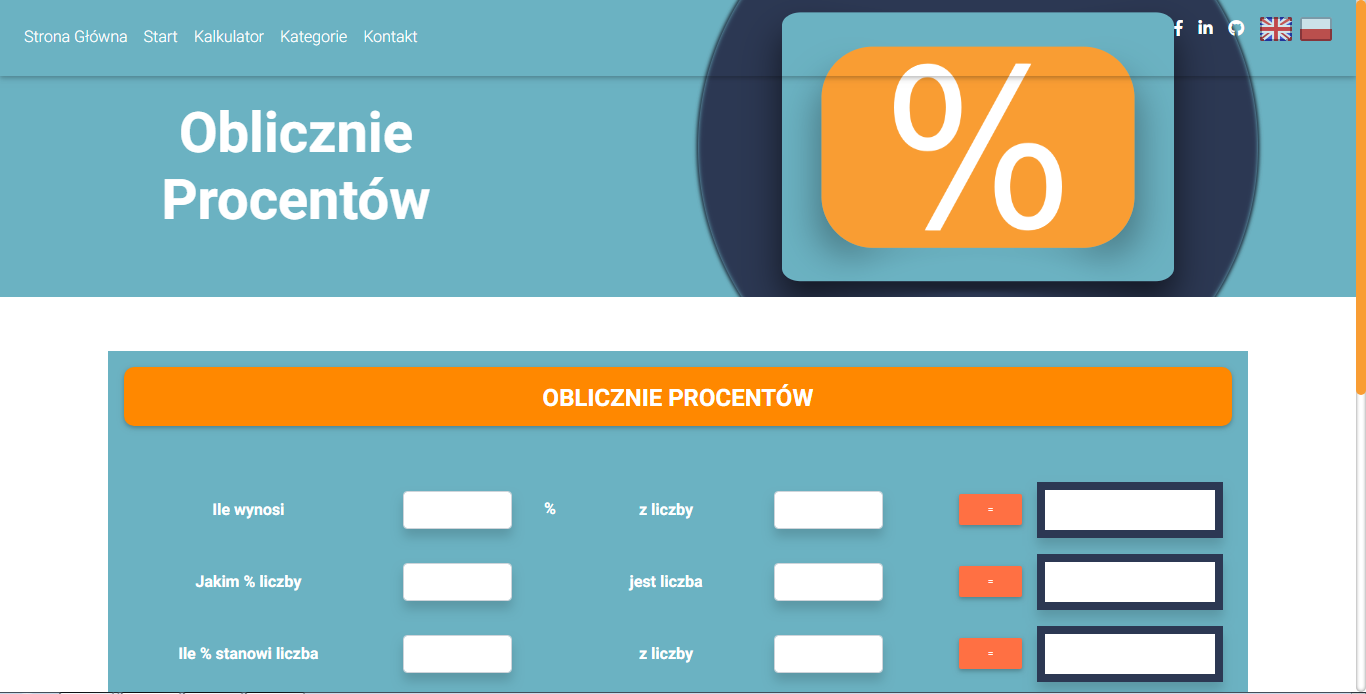 Strona Główna Start Kalkulator Kategorie Kontakt
%
Oblicznie
Procentów
OBLICZNIE PROCENTÓW
Ile wynosi % z liczby =
Jakim % liczby jest liczba =
Ile % stanowi liczba z liczby =